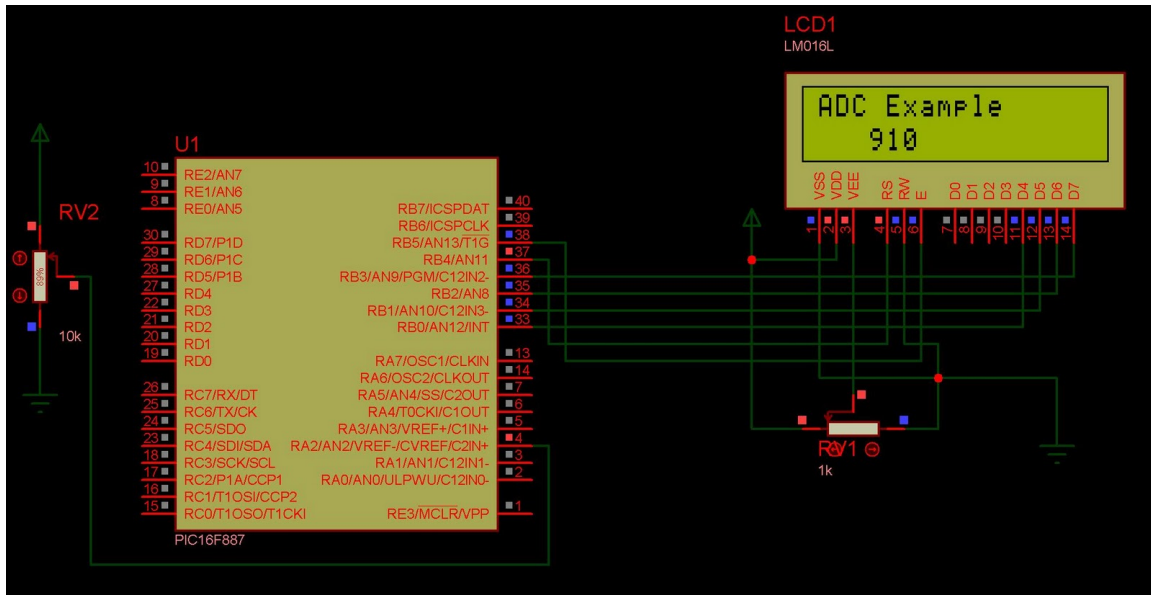 LCD1
LM016L
ADC Example
910
VSS
VDD
VEE
RS
RW
E
D0
D1
D2
D3
D4
D5
D6
D7
1
2
3
4
5
6
7
8
9
10
11
12
13
14
RV2
89%
10k
U1
10 RE2/AN7
9 RE1/AN6
8 RE0/AN5
30 RD7/P1D
29 RD6/P1C
28 RD5/P1B
27 RD4
22 RD3
21 RD2
20 RD1
19 RD0
26 RC7/RX/DT
25 RC6/TX/CK
24 RC5/SDO
23 RC4/SDI/SDA
18 RC3/SCK/SCL
17 RC2/P1A/CCP1
16 RC1/T1OSI/CCP2
15 RC0/T1OSO/T1CKI
RB7/ICSPDAT 40
RB6/ICSPCLK 39
RB5/AN13/T1G 38
RB4/AN11 37
RB3/AN9/PGM/C12IN2- 36
RB2/AN8 35
RB1/AN10/C12IN3- 34
RB0/AN12/INT 33
RA7/OSC1/CLKIN 13
RA6/OSC2/CLKOUT 14
RA5/AN4/SS/C2OUT 7
RA4/T0CKI/C1OUT 6
RA3/AN3/VREF+/C1IN+ 5
RA2/AN2/VREF-/CVREF/C2IN+ 4
RA1/AN1/C12IN1- 3
RA0/AN0/ULPWU/C12IN0- 2
RE3/MCLR/VPP 1
PIC16F887
RV1
1k